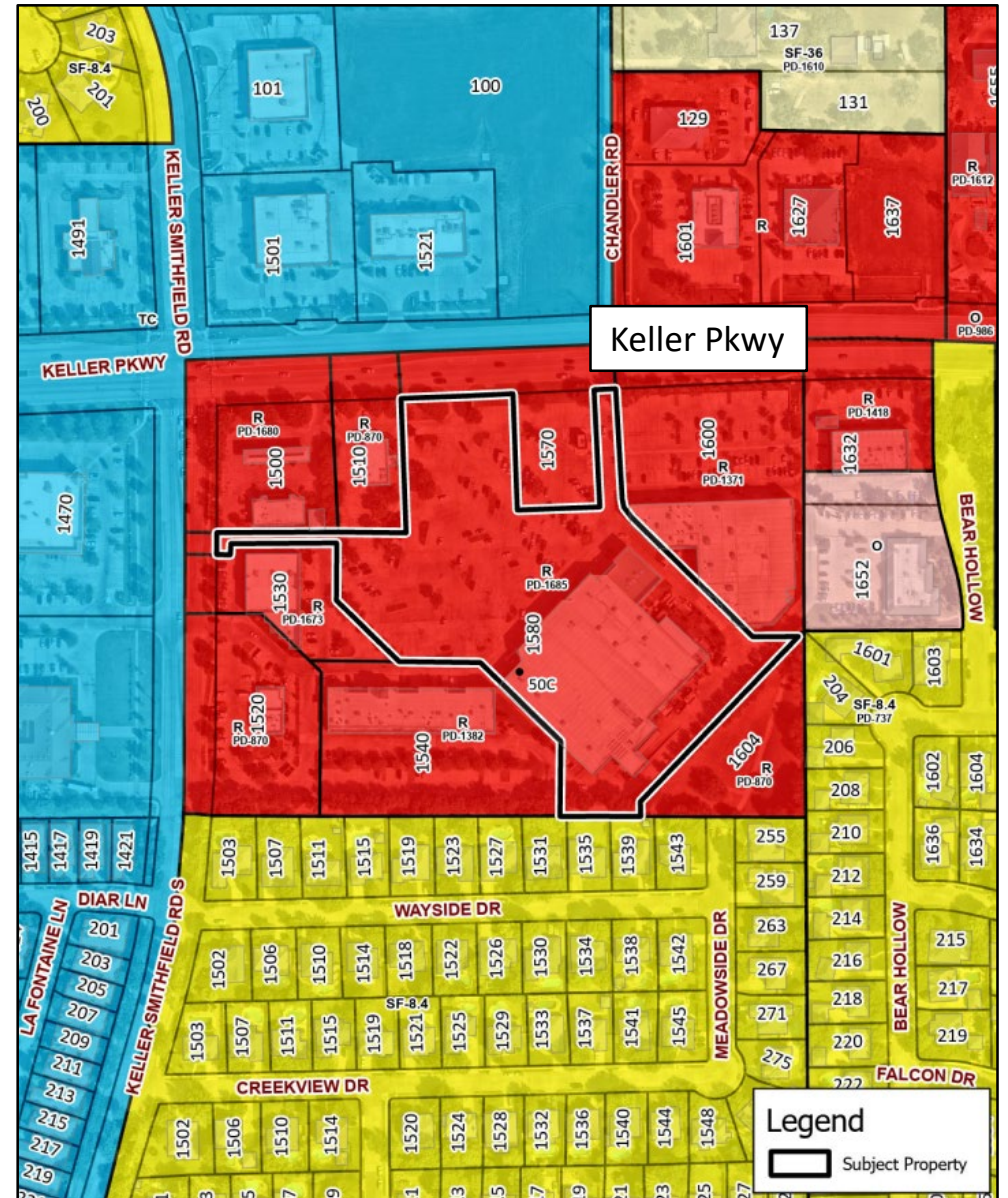 203
SF-8.4
201
200
101
100
137
SF-36
PD-1610
131
129
R
PD-1612
KELLER SMITHFIELD RD
CHANDLER RD
1491
1501
1521
1601
R
1627
1637
TC
O
PD-986
KELLER PKWY
Keller Pkwy
R
PD-1680
1500
R
PD-870
1510
1570
1600
R
PD-1371
R
PD-1418
1632
1470
BEAR HOLLOW
O
1652
1530
R
PD-1673
R
PD-1685
1580
50C
1601
1603
204
SF-8.4
PD-737
R
PD-870
1520
R
PD-1382
1540
1604
R
PD-870
206
208
1602
1604
1415
1417
1419
1421
1503
1507
1511
1515
1519
1523
1527
1531
1535
1539
1543
255
210
1636
1634
259
212
DIAR LN
WAYSIDE DR
LA FONTAINE LN
KELLER SMITHFIELD RD S
MEADOWSIDE DR
BEAR HOLLOW
201
203
205
207
209
211
213
215
217
219
1502
1506
1510
1514
1518
1522
1526
1530
1534
1538
1542
263
267
271
275
214
216
218
220
222
215
217
219
SF-8.4
1503
1507
1511
1515
1519
1521
1525
1529
1533
1537
1541
1545
CREEKVIEW DR
FALCON DR
1502
1506
1510
1514
1520
1524
1528
1532
1536
1540
1544
1548
Legend
Subject Property